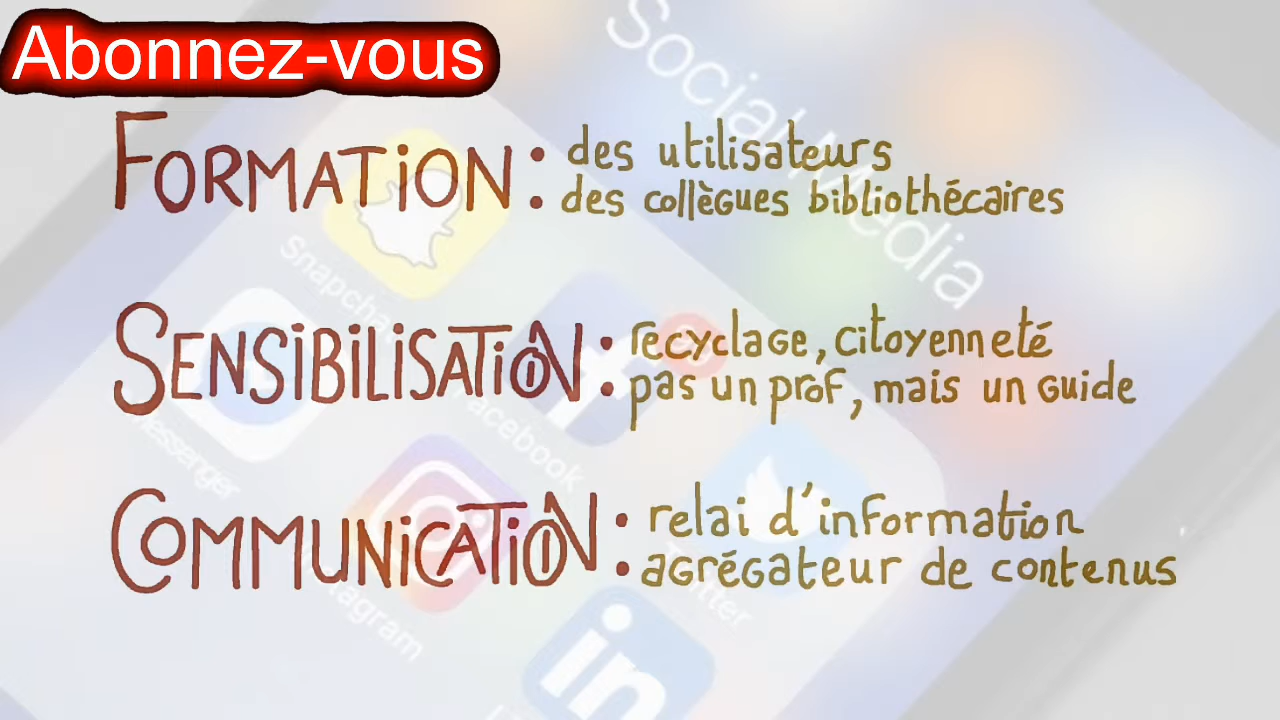 Abonnez-vous
Social Media
FORMATION : des utilisateurs
des collègues bibliothécaires
Snapchat
SENSIBILISATION : recyclage, citoyenneté
pas un prof, mais un guide
Messenger
Facebook
COMMUNICATION : relai d'information
agrégateur de contenus
Instagram
Twitter
in